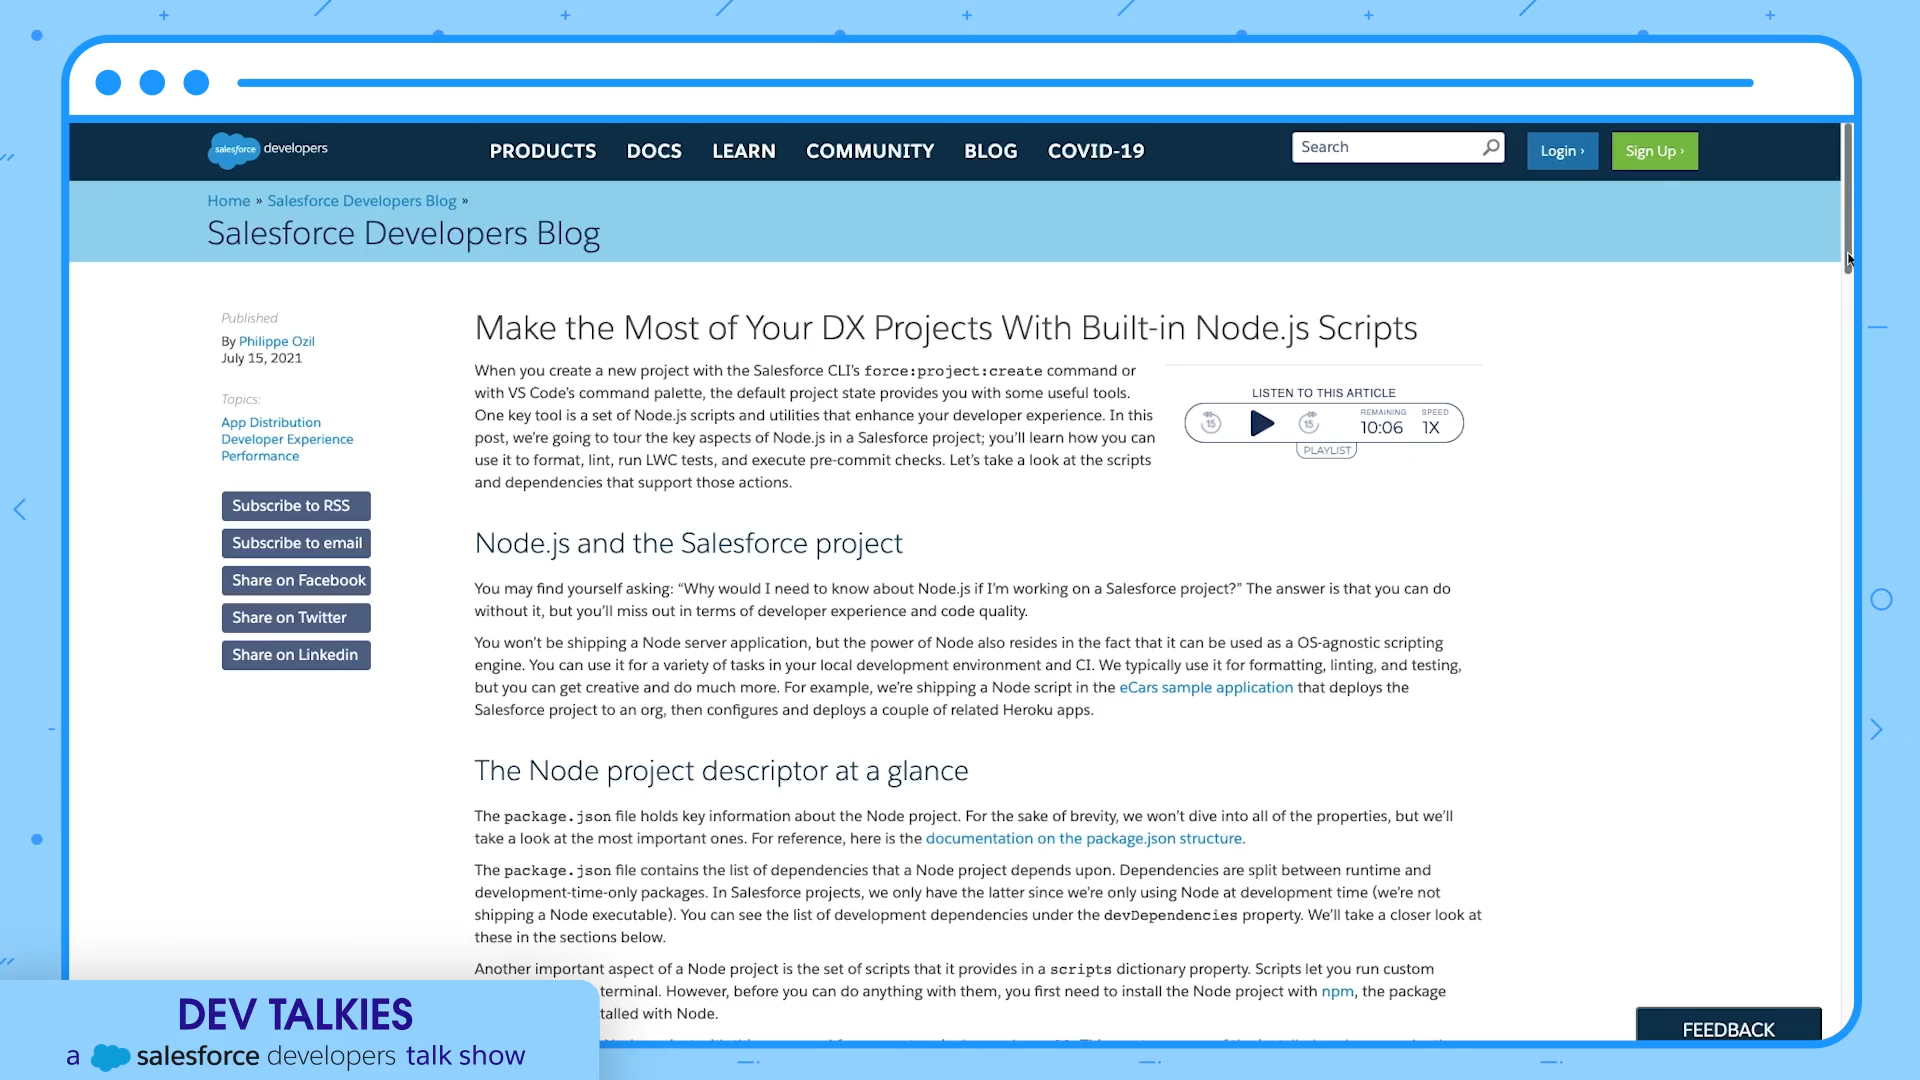 salesforce developers
PRODUCTS DOCS LEARN COMMUNITY BLOG COVID-19
Search
Login ›
Sign Up ›
Home » Salesforce Developers Blog »
Salesforce Developers Blog
Published
By Philippe Ozil
July 15, 2021
Topics:
App Distribution
Developer Experience
Performance
Subscribe to RSS
Subscribe to email
Share on Facebook
Share on Twitter
Share on Linkedin
Make the Most of Your DX Projects With Built-in Node.js Scripts
When you create a new project with the Salesforce CLI’s force:project:create command or
with VS Code’s command palette, the default project state provides you with some useful tools.
One key tool is a set of Node.js scripts and utilities that enhance your developer experience. In this
post, we’re going to tour the key aspects of Node.js in a Salesforce project; you’ll learn how you can
use it to format, lint, run LWC tests, and execute pre-commit checks. Let’s take a look at the scripts
and dependencies that support those actions.
LISTEN TO THIS ARTICLE
15
15
REMAINING
10:06
SPEED
1X
PLAYLIST
Node.js and the Salesforce project
You may find yourself asking: “Why would I need to know about Node.js if I’m working on a Salesforce project?” The answer is that you can do
without it, but you’ll miss out in terms of developer experience and code quality.
You won’t be shipping a Node server application, but the power of Node also resides in the fact that it can be used as a OS-agnostic scripting
engine. You can use it for a variety of tasks in your local development environment and CI. We typically use it for formatting, linting, and testing,
but you can get creative and do much more. For example, we’re shipping a Node script in the eCars sample application that deploys the
Salesforce project to an org, then configures and deploys a couple of related Heroku apps.
The Node project descriptor at a glance
The package.json file holds key information about the Node project. For the sake of brevity, we won’t dive into all of the properties, but we’ll
take a look at the most important ones. For reference, here is the documentation on the package.json structure.
The package.json file contains the list of dependencies that a Node project depends upon. Dependencies are split between runtime and
development-time-only packages. In Salesforce projects, we only have the latter since we’re only using Node at development time (we’re not
shipping a Node executable). You can see the list of development dependencies under the devDependencies property. We’ll take a closer look at
these in the sections below.
Another important aspect of a Node project is the set of scripts that it provides in a scripts dictionary property. Scripts let you run custom
terminal. However, before you can do anything with them, you first need to install the Node project with npm, the package
talled with Node.
FEEDBACK
DEV TALKIES
a salesforce developers talk show